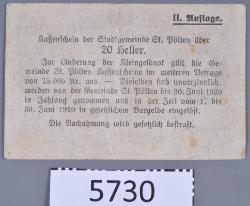 II. Auflage.
Kassenschein der Stadtgemeinde St. Pölten über
20 Heller.
Zur Linderung der Kleingeldnot gibt die Ge-
meinde St. Pölten Kassenscheine im weiteren Betrage
von 75.000 Kr. aus. — Dieselben sind unverzinslich,
werden von der Gemeinde St. Pölten bis 30. Juni 1920
in Zahlung genommen und in der Zeit vom 1. bis
30. Juni 1920 in gesetzlichem Bargelde eingelöst.
Die Nachahmung wird gesetzlich bestraft.
5730